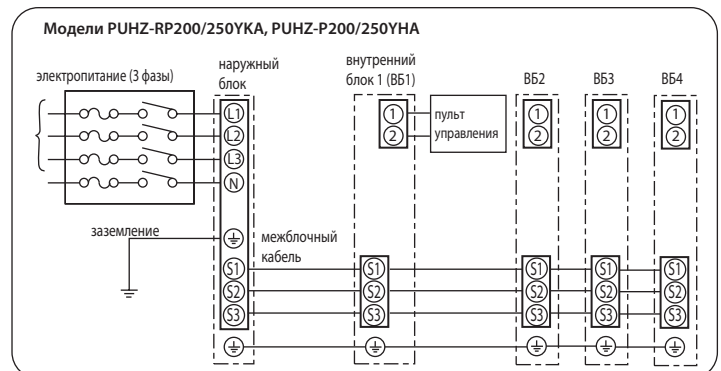 Модели PUHZ-RP200/250YKA, PUHZ-P200/250YHA
электропитание (3 фазы)
наружный
блок
внутренний
блок 1 (ВБ1)
ВБ2
ВБ3
ВБ4
L1
L2
L3
N
1
2
пульт
управления
1
2
1
2
1
2
заземление
межблочный
кабель
S1
S2
S3
S1
S2
S3
S1
S2
S3
S1
S2
S3
S1
S2
S3